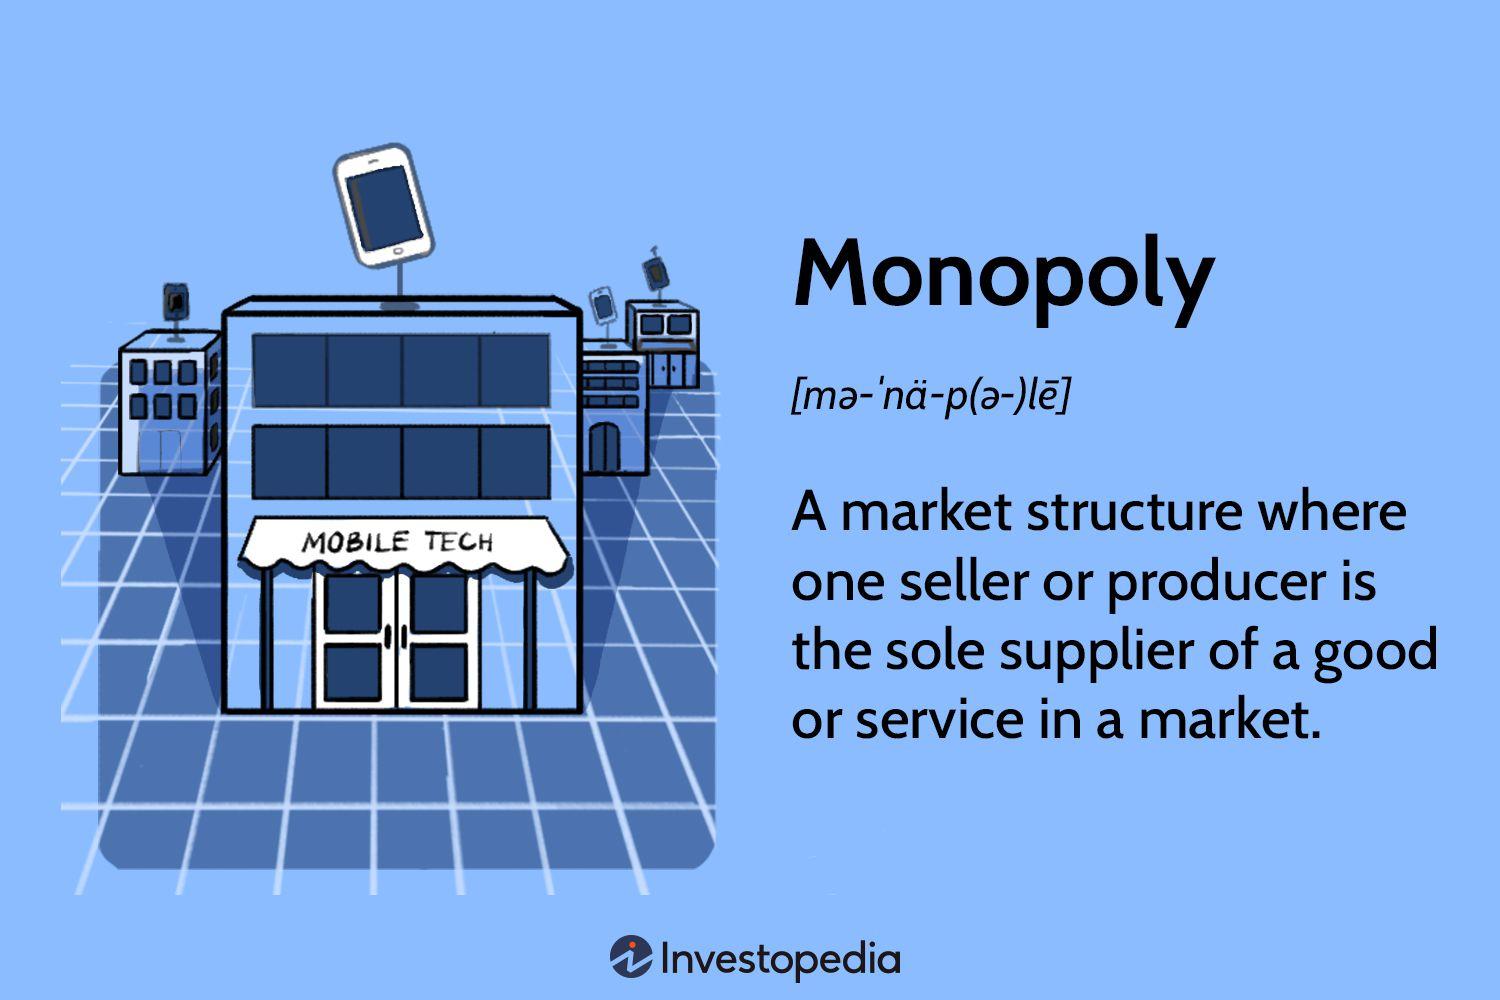 MOBILE TECH
Monopoly
[mə-ˈnä-p(ə-)lē]
A market structure where
one seller or producer is
the sole supplier of a good
or service in a market.
Investopedia